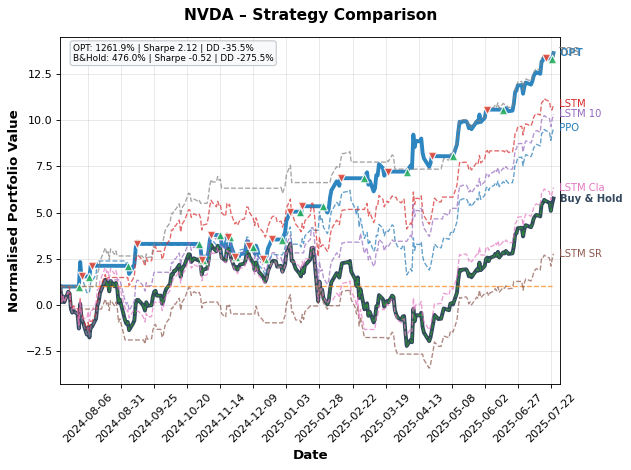 NVDA – Strategy Comparison
OPT: 1261.9% | Sharpe 2.12 | DD -35.5%
B&Hold: 476.0% | Sharpe -0.52 | DD -275.5%
Normalised Portfolio Value
12.5
10.0
7.5
5.0
2.5
0.0
−2.5
OPT
LSTM
LSTM 10
PPO
LSTM Cla
Buy & Hold
LSTM SR
2024-08-06
2024-08-31
2024-09-25
2024-10-20
2024-11-14
2024-12-09
2025-01-03
2025-01-28
2025-02-22
2025-03-19
2025-04-13
2025-05-08
2025-06-02
2025-06-27
2025-07-22
Date